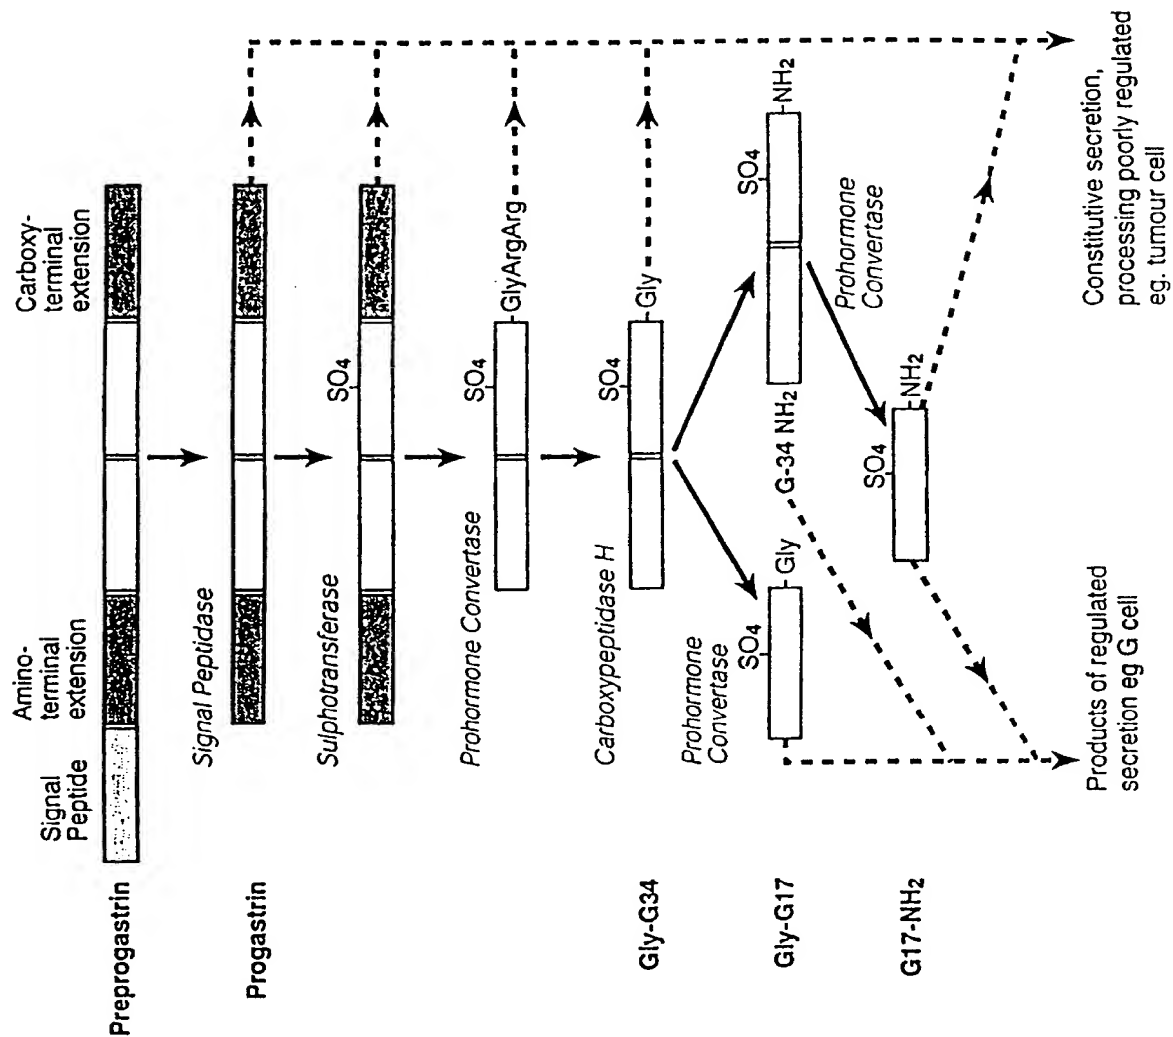 Signal
Peptide
Amino-
terminal
extension
Carboxy-
terminal
extension
Preprogastrin
Signal Peptidase
Progastrin
Sulphotransferase
SO4
Prohormone Convertase
SO4
GlyArgArg
Carboxypeptidase H
Gly-G34
SO4
Gly
Prohormone
Convertase
Gly-G17
SO4
Gly
G-34 NH2
SO4
NH2
Prohormone
Convertase
G17-NH2
SO4
NH2
Products of regulated
secretion eg G cell
Constitutive secretion,
processing poorly regulated
eg. tumour cell